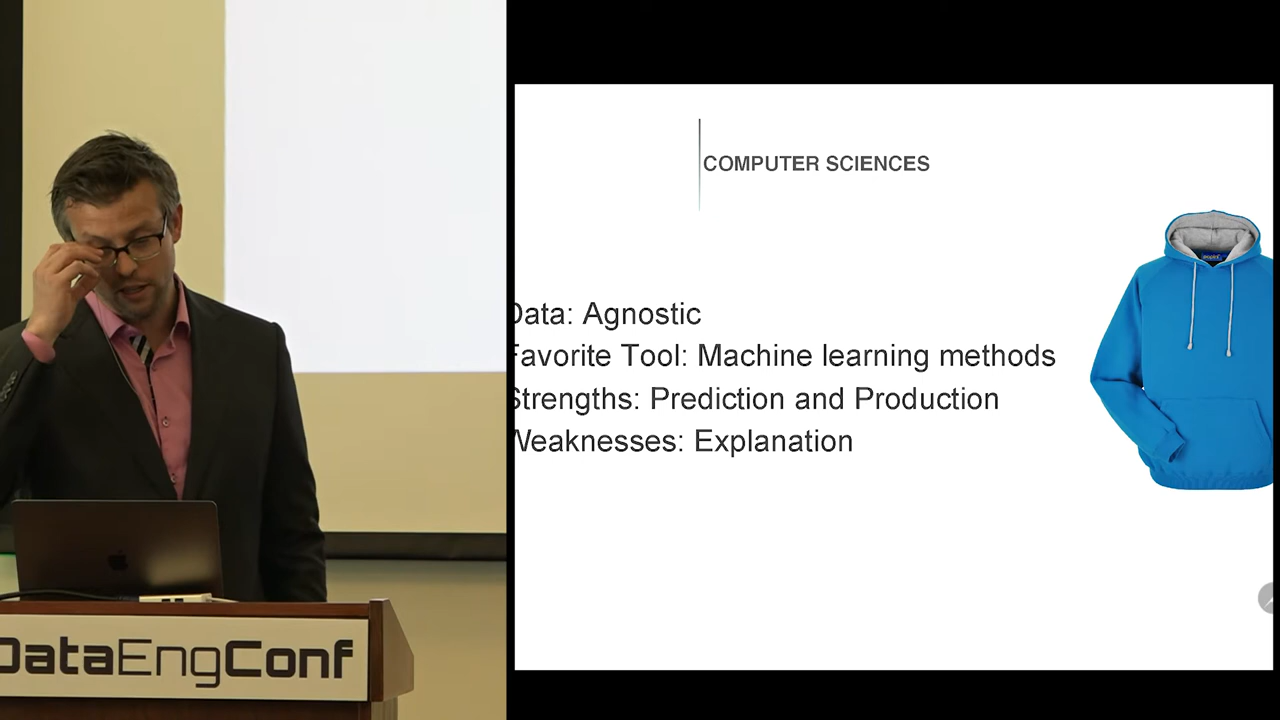 COMPUTER SCIENCES
Data: Agnostic
Favorite Tool: Machine learning methods
Strengths: Prediction and Production
Weaknesses: Explanation
DataEngConf